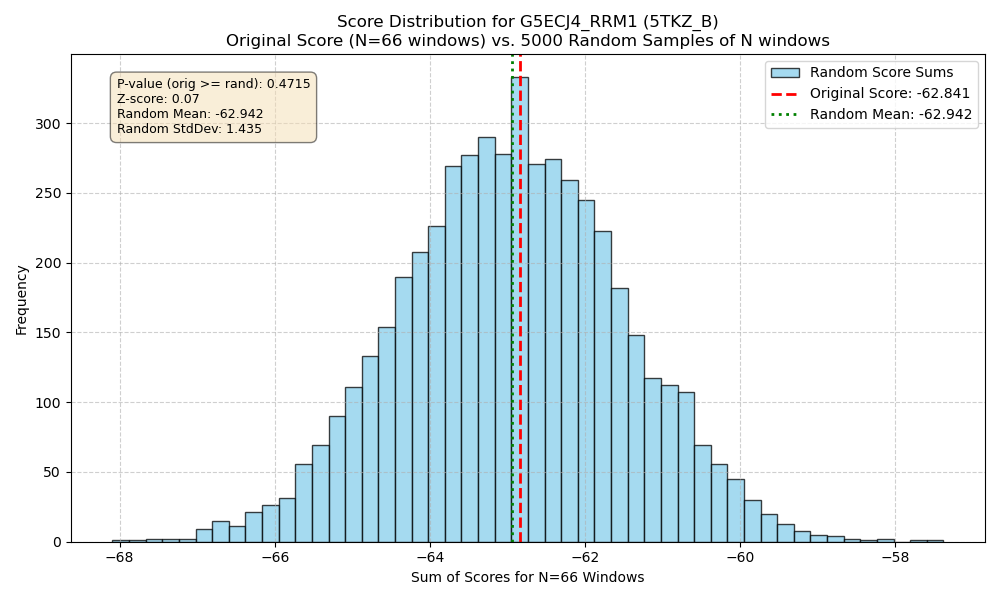 Score Distribution for G5ECJ4_RRM1 (5TKZ_B)
Original Score (N=66 windows) vs. 5000 Random Samples of N windows
P-value (orig >= rand): 0.4715
Z-score: 0.07
Random Mean: -62.942
Random StdDev: 1.435
Random Score Sums
Original Score: -62.841
Random Mean: -62.942
Frequency
300
250
200
150
100
50
0
−68
−66
−64
−62
−60
−58
Sum of Scores for N=66 Windows